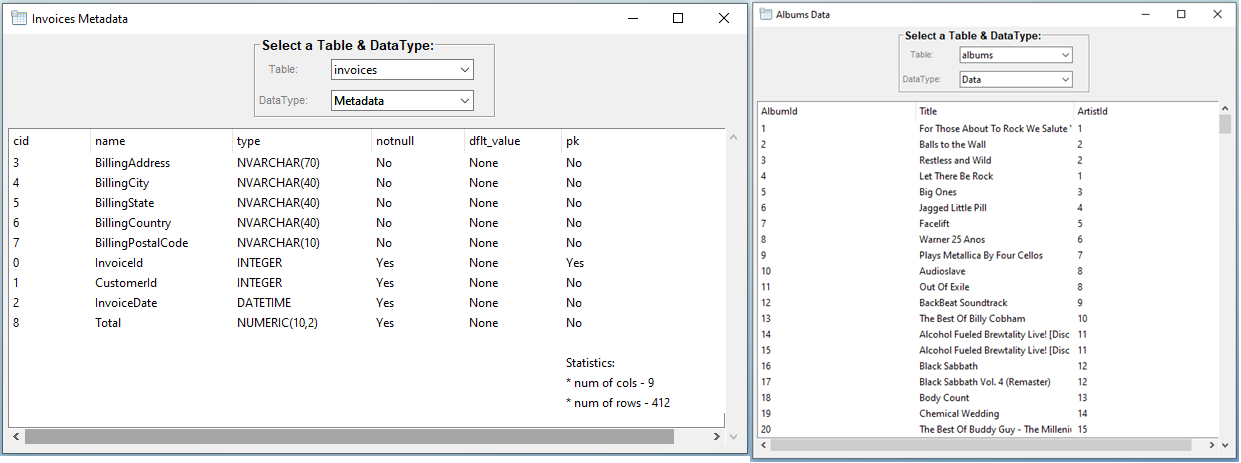 Invoices Metadata
Select a Table & DataType:
Table: invoices
DataType: Metadata
cid name type notnull dflt_value pk
3 BillingAddress NVARCHAR(70) No None No
4 BillingCity NVARCHAR(40) No None No
5 BillingState NVARCHAR(40) No None No
6 BillingCountry NVARCHAR(40) No None No
7 BillingPostalCode NVARCHAR(10) No None No
0 InvoiceId INTEGER Yes None Yes
1 CustomerId INTEGER Yes None No
2 InvoiceDate DATETIME Yes None No
8 Total NUMERIC(10,2) Yes None No
Statistics:
* num of cols - 9
* num of rows - 412
Albums Data
Select a Table & DataType:
Table: albums
DataType: Data
AlbumId Title ArtistId
1 For Those About To Rock We Salute 1
2 Balls to the Wall 2
3 Restless and Wild 2
4 Let There Be Rock 1
5 Big Ones 3
6 Jagged Little Pill 4
7 Facelift 5
8 Warner 25 Anos 6
9 Plays Metallica By Four Cellos 7
10 Audioslave 8
11 Out Of Exile 8
12 BackBeat Soundtrack 9
13 The Best Of Billy Cobham 10
14 Alcohol Fueled Brewtality Live! [Disc 11
15 Alcohol Fueled Brewtality Live! [Disc 11
16 Black Sabbath 12
17 Black Sabbath Vol. 4 (Remaster) 12
18 Body Count 13
19 Chemical Wedding 14
20 The Best Of Buddy Guy - The Milleni 15